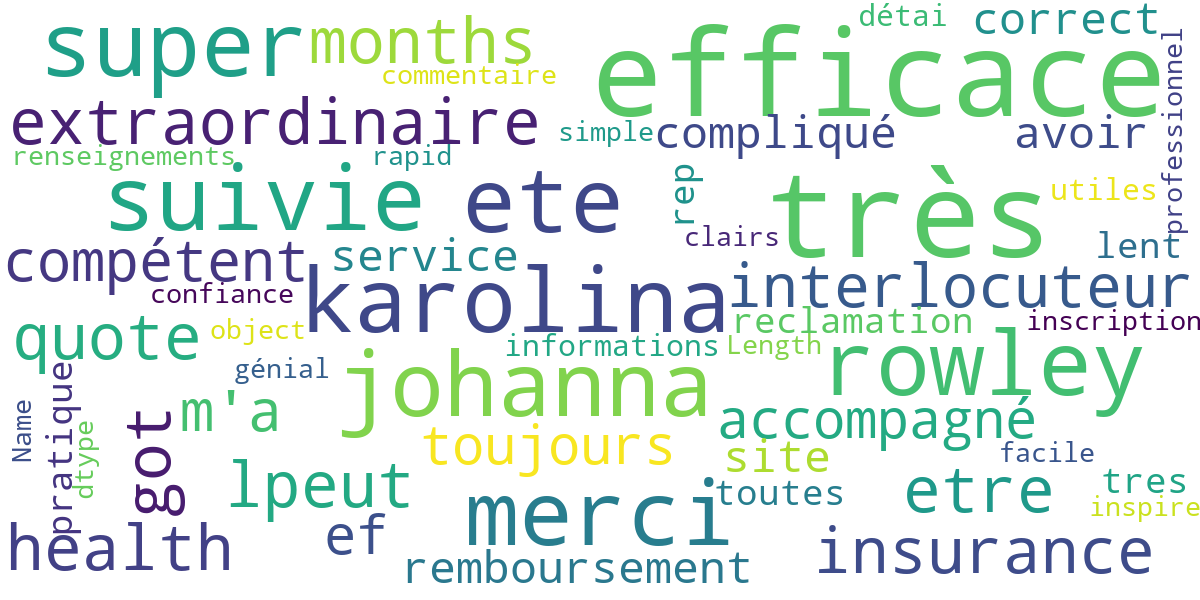 super
months
efficace
détai
correct
commentaire
professionnel
extraordinaire
simple
compliqué
avoir
renseignements
rapid
suivie
ete
rep
très
utiles
clairs
lent
compétent
service
karolina
interlocuteur
confiance
quote
object
informations
reclamation
Length
inscription
génial
johanna
rowley
Name
pratique
dtype
got
m'a
toujours
accompagné
site
facile
lpeut
merci
toutes
etre
tres
inspire
health
ef
remboursement
insurance